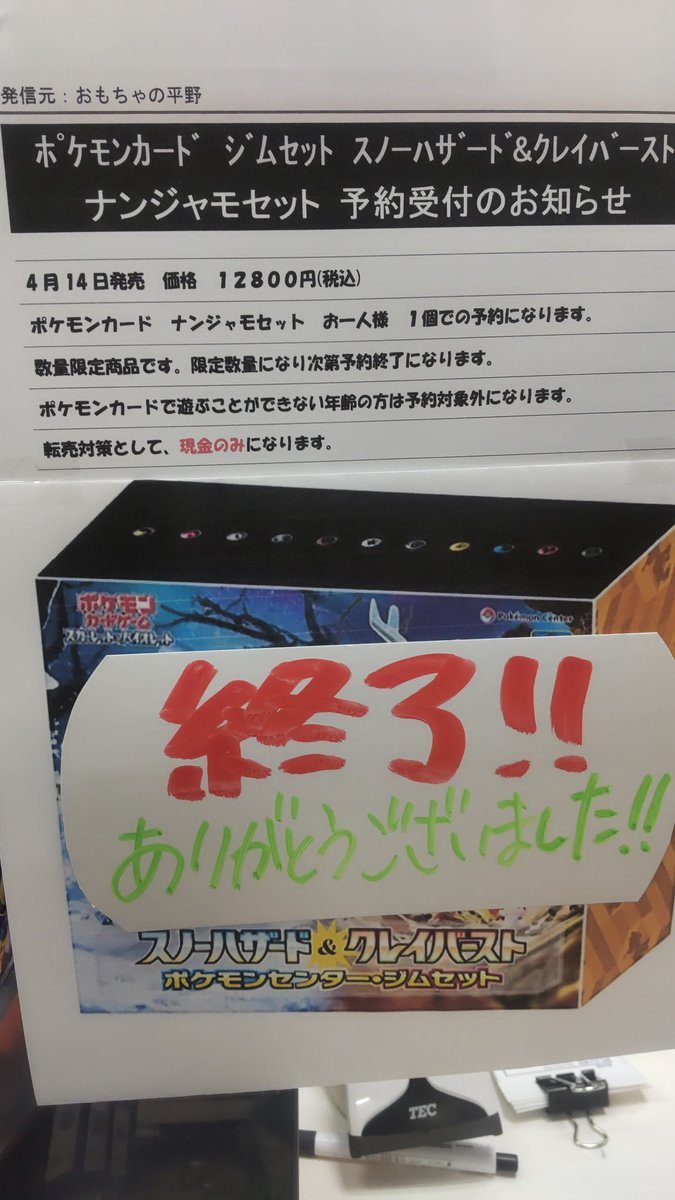 発信元：おもちゃの平野
ﾎﾟｹモンカード ジムセット スノーハザード&クレイバースト
ナンジャモセット 予約受付のお知らせ
4月14日発売 価格 12800円(税込)
ポケモンカード ナンジャモセット お一人様 1個での予約になります。
数量限定商品です。限定数量になり次第予約終了になります。
ポケモンカードで遊ぶことができない年齢の方は予約対象外になります。
転売対策として、現金のみになります。
ポケモン
カードゲーム
スカーレット&バイオレット
Pokémon Center
終了!!
ありがとうございました!!
スノーハザード&クレイバースト
ポケモンセンター・ジムセット
TEC